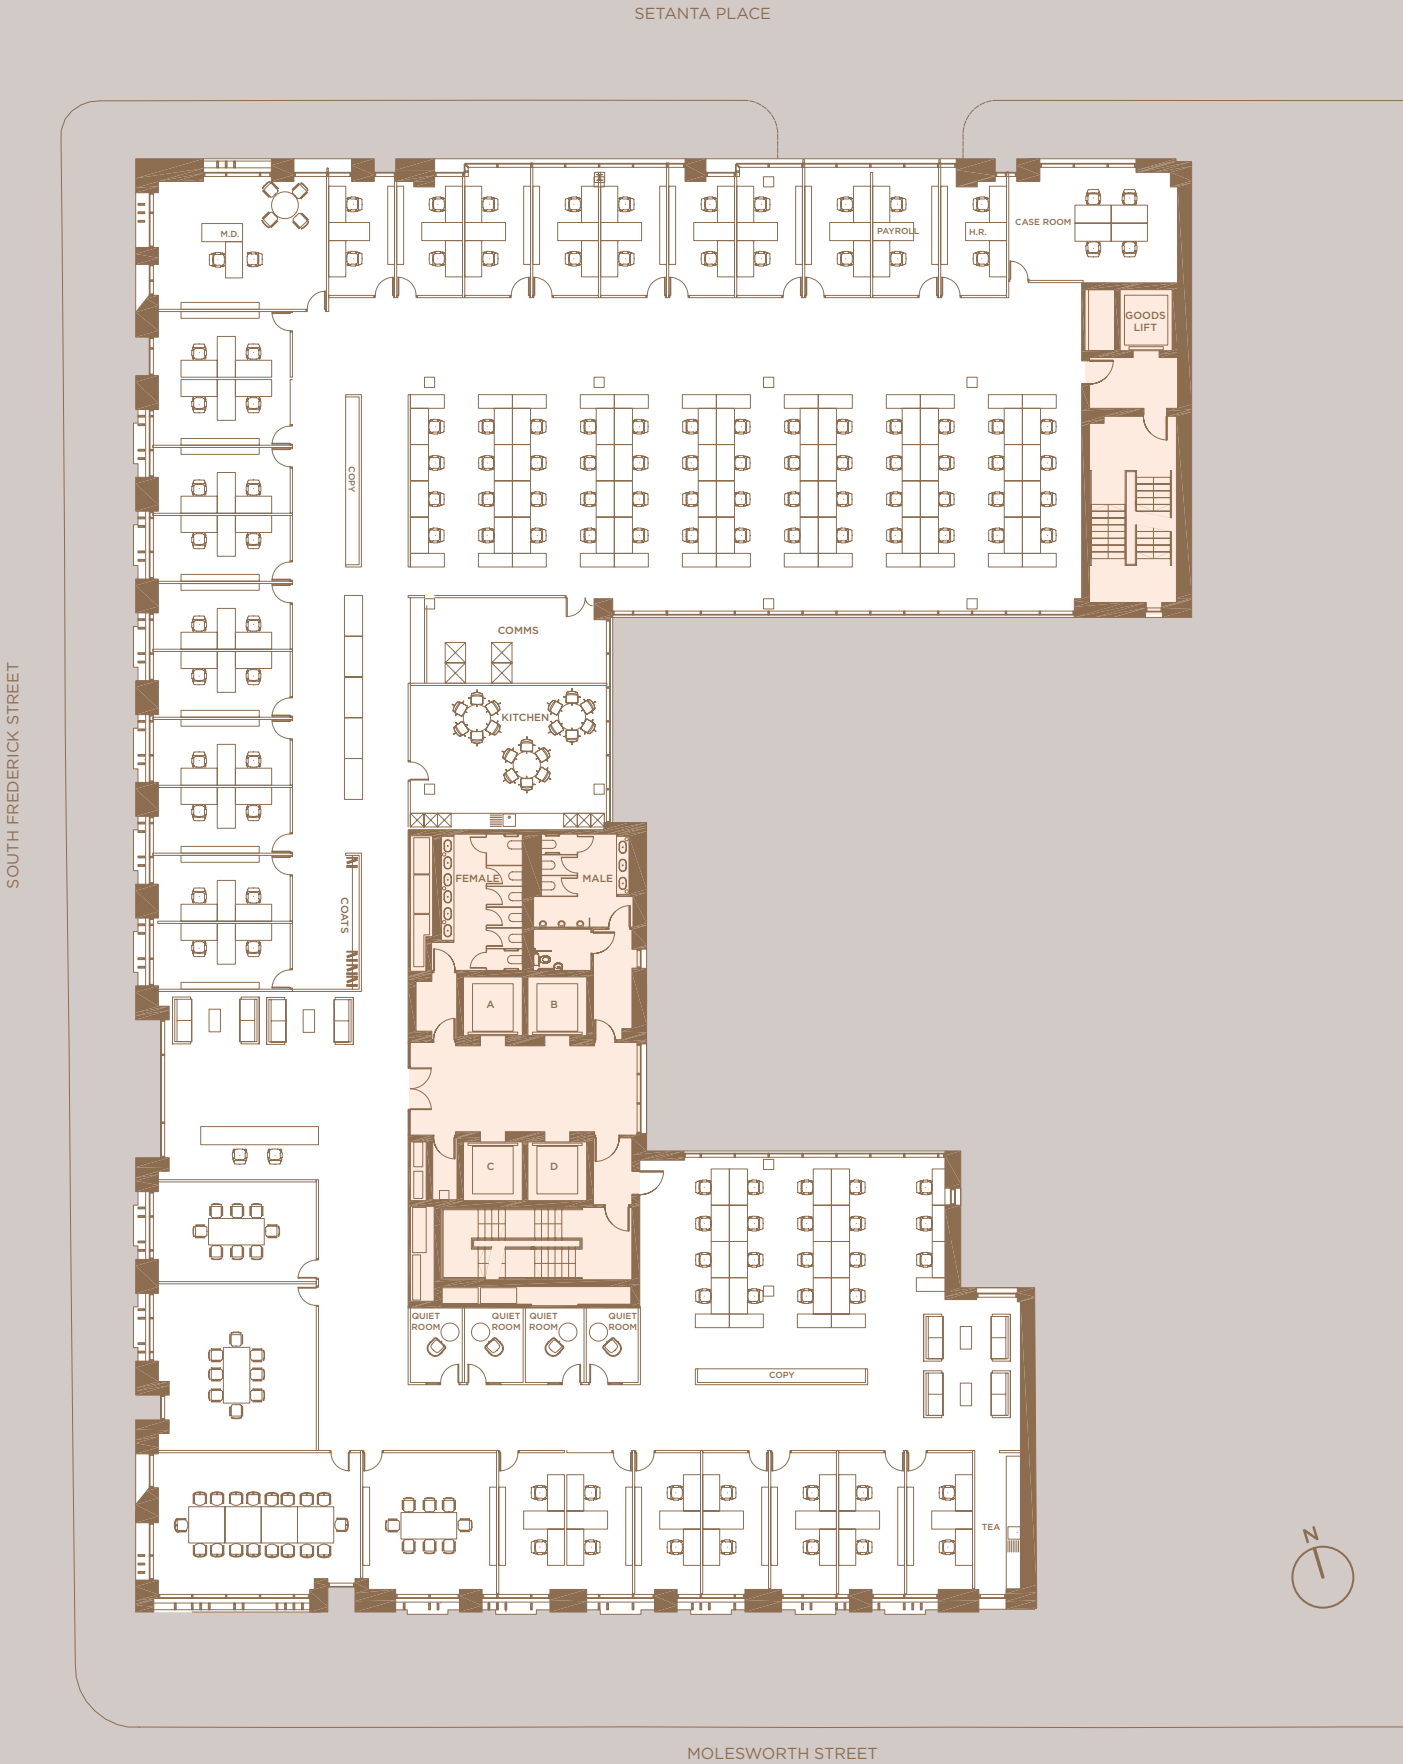 SETANTA PLACE
M.D.
PAYROLL
H.R.
CASE ROOM
GOODS
LIFT
COPY
COMMS
KITCHEN
SOUTH FREDERICK STREET
FEMALE
MALE
COATS
A
B
C
D
QUIET
ROOM
QUIET
ROOM
QUIET
ROOM
QUIET
ROOM
COPY
TEA
N
MOLESWORTH STREET